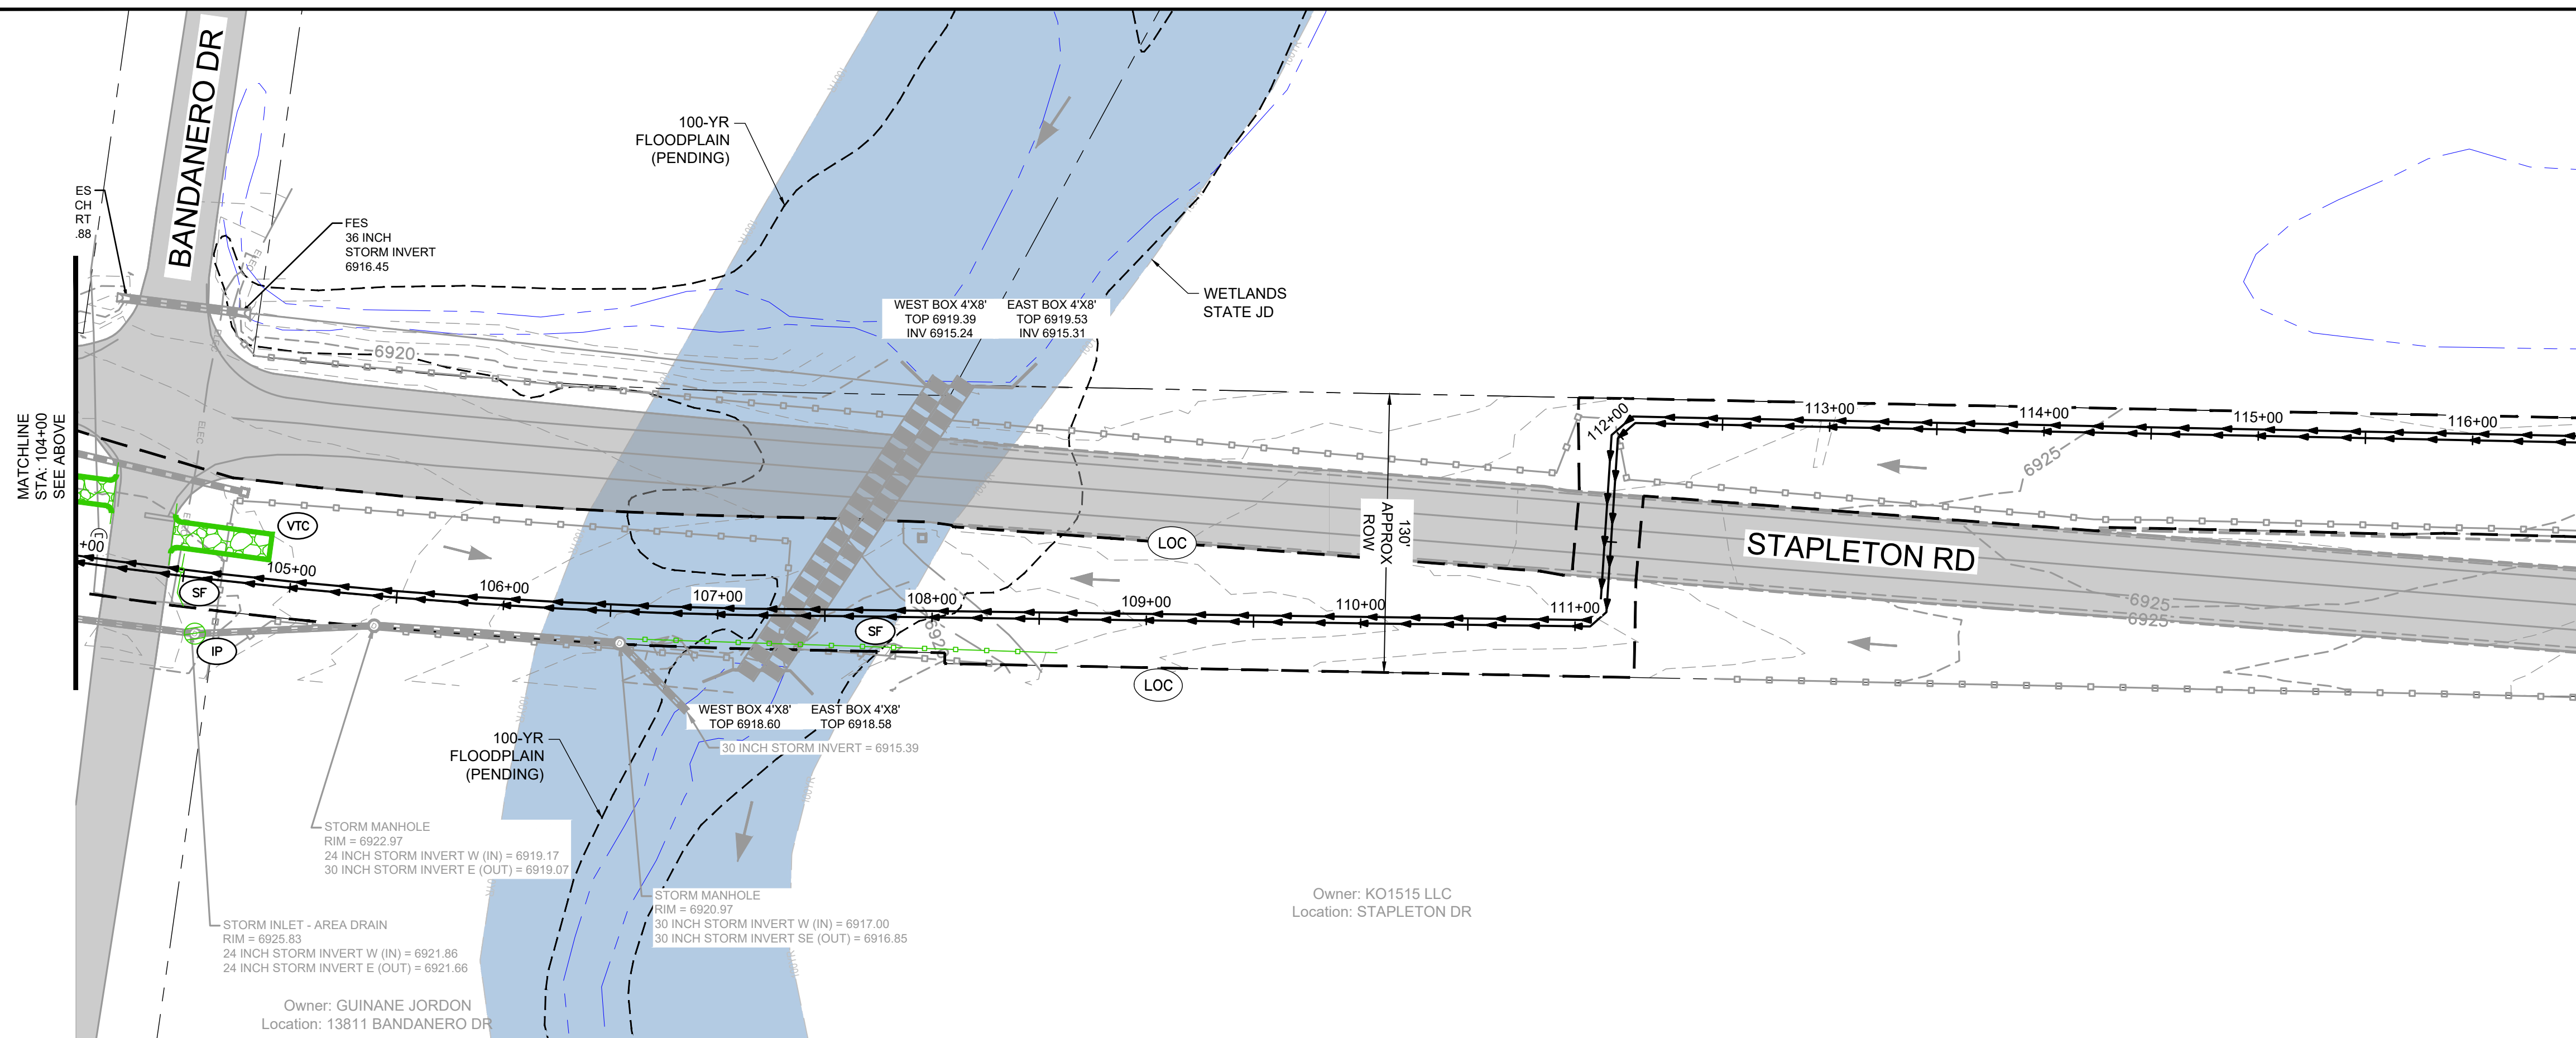 BANDANERO DR
100-YR
FLOODPLAIN
(PENDING)
ES
CH
RT
.88
FES
36 INCH
STORM INVERT
6916.45
WETLANDS
STATE JD
WEST BOX 4'X8'
TOP 6919.39
INV 6915.24
EAST BOX 4'X8'
TOP 6919.53
INV 6915.31
6920
MATCHLINE
STA: 104+00
SEE ABOVE
ELEC
ELEC
112+00
113+00
114+00
115+00
116+00
6925
130'
APPROX
ROW
STAPLETON RD
LOC
VTC
+00
105+00
106+00
107+00
108+00
109+00
110+00
111+00
SF
SF
IP
6925
6925
LOC
WEST BOX 4'X8'
TOP 6918.60
EAST BOX 4'X8'
TOP 6918.58
30 INCH STORM INVERT = 6915.39
100-YR
FLOODPLAIN
(PENDING)
STORM MANHOLE
RIM = 6922.97
24 INCH STORM INVERT W (IN) = 6919.17
30 INCH STORM INVERT E (OUT) = 6919.07
STORM MANHOLE
RIM = 6920.97
30 INCH STORM INVERT W (IN) = 6917.00
30 INCH STORM INVERT SE (OUT) = 6916.85
STORM INLET - AREA DRAIN
RIM = 6925.83
24 INCH STORM INVERT W (IN) = 6921.86
24 INCH STORM INVERT E (OUT) = 6921.66
Owner: KO1515 LLC
Location: STAPLETON DR
Owner: GUINANE JORDON
Location: 13811 BANDANERO DR